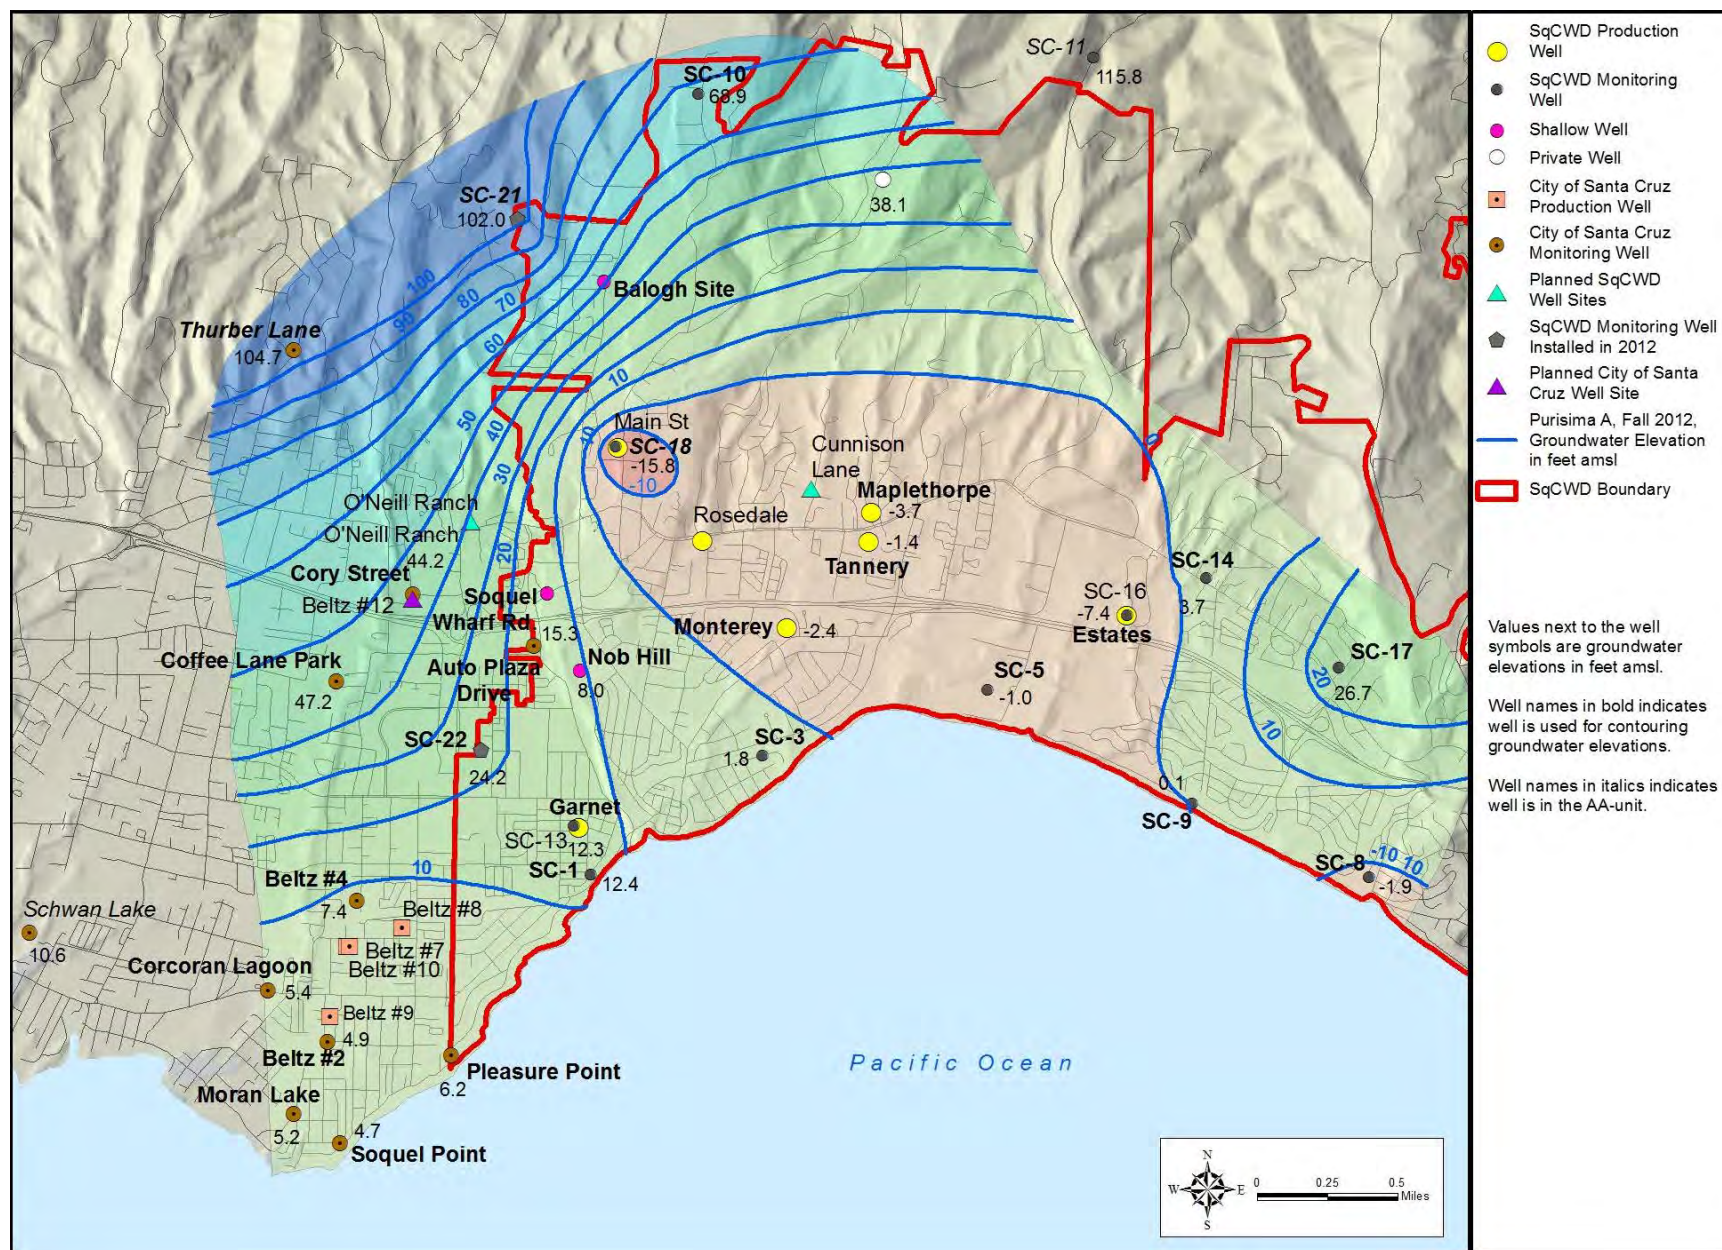 SC-11
115.8
SC-10
68.9
38.1
SC-21
102.0
Balogh Site
Thurber Lane
104.7
100
90
80
70
60
50
40
30
20
10
10
0
Main St
SC-18
-15.8
-10
Cunnison
Lane
Maplethorpe
-3.7
Rosedale
-1.4
Tannery
O'Neill Ranch
O'Neill Ranch
44.2
Cory Street
Beltz #12
Soquel
Wharf Rd.
15.3
SC-14
3.7
SC-16
-7.4
Estates
Monterey
-2.4
Coffee Lane Park
47.2
Auto Plaza
Drive
Nob Hill
8.0
SC-5
-1.0
SC-17
20
26.7
10
SC-22
24.2
SC-3
1.8
0.1
SC-9
Garnet
SC-13
12.3
SC-1
12.4
-10
10
SC-8
-1.9
10
Beltz #4
7.4
Beltz #8
Schwan Lake
10.6
Beltz #7
Beltz #10
Corcoran Lagoon
5.4
Beltz #9
4.9
Beltz #2
Pleasure Point
6.2
Moran Lake
5.2
4.7
Soquel Point
Pacific Ocean
N
W
E
S
0
0.25
0.5
Miles
SqCWD Production
Well
SqCWD Monitoring
Well
Shallow Well
Private Well
City of Santa Cruz
Production Well
City of Santa Cruz
Monitoring Well
Planned SqCWD
Well Sites
SqCWD Monitoring Well
Installed in 2012
Planned City of Santa
Cruz Well Site
Purisima A, Fall 2012,
Groundwater Elevation
in feet amsl
SqCWD Boundary
Values next to the well
symbols are groundwater
elevations in feet amsl.
Well names in bold indicates
well is used for contouring
groundwater elevations.
Well names in italics indicates
well is in the AA-unit.